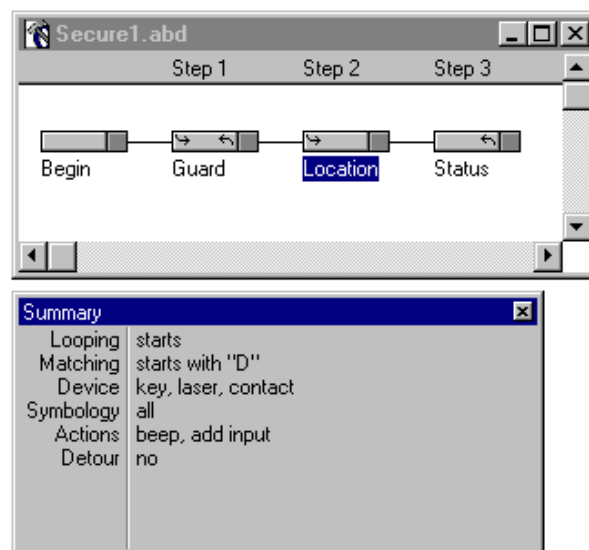 Secure1.abd
Step 1 Step 2 Step 3
Begin Guard Location Status
Summary
Looping starts
Matching starts with "D"
Device key, laser, contact
Symbology all
Actions beep, add input
Detour no